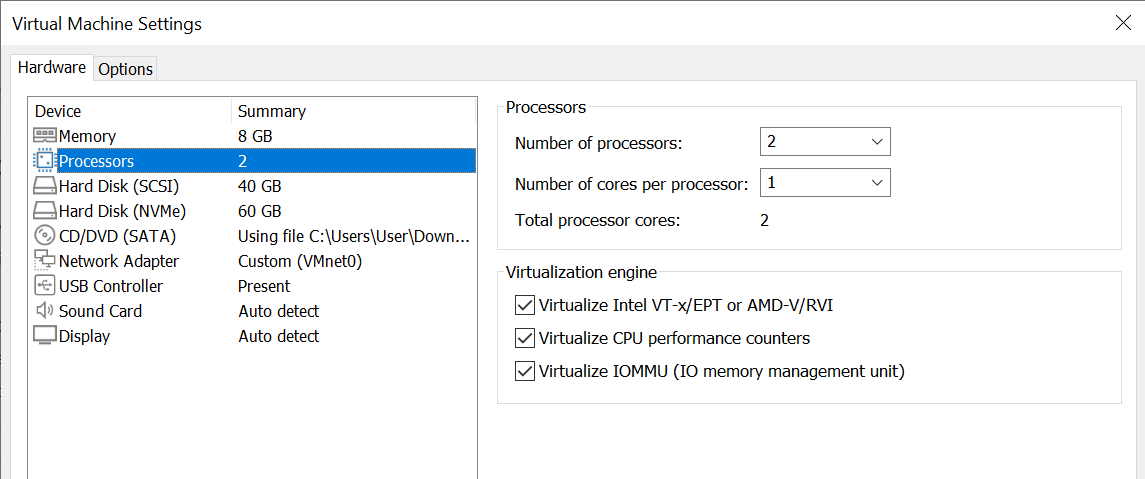 Virtual Machine Settings
Hardware
Options
Device Summary
Memory 8 GB
Processors 2
Hard Disk (SCSI) 40 GB
Hard Disk (NVMe) 60 GB
CD/DVD (SATA) Using file C:\Users\User\Down...
Network Adapter Custom (VMnet0)
USB Controller Present
Sound Card Auto detect
Display Auto detect
Processors
Number of processors: 2
Number of cores per processor: 1
Total processor cores: 2
Virtualization engine
Virtualize Intel VT-x/EPT or AMD-V/RVI
Virtualize CPU performance counters
Virtualize IOMMU (IO memory management unit)